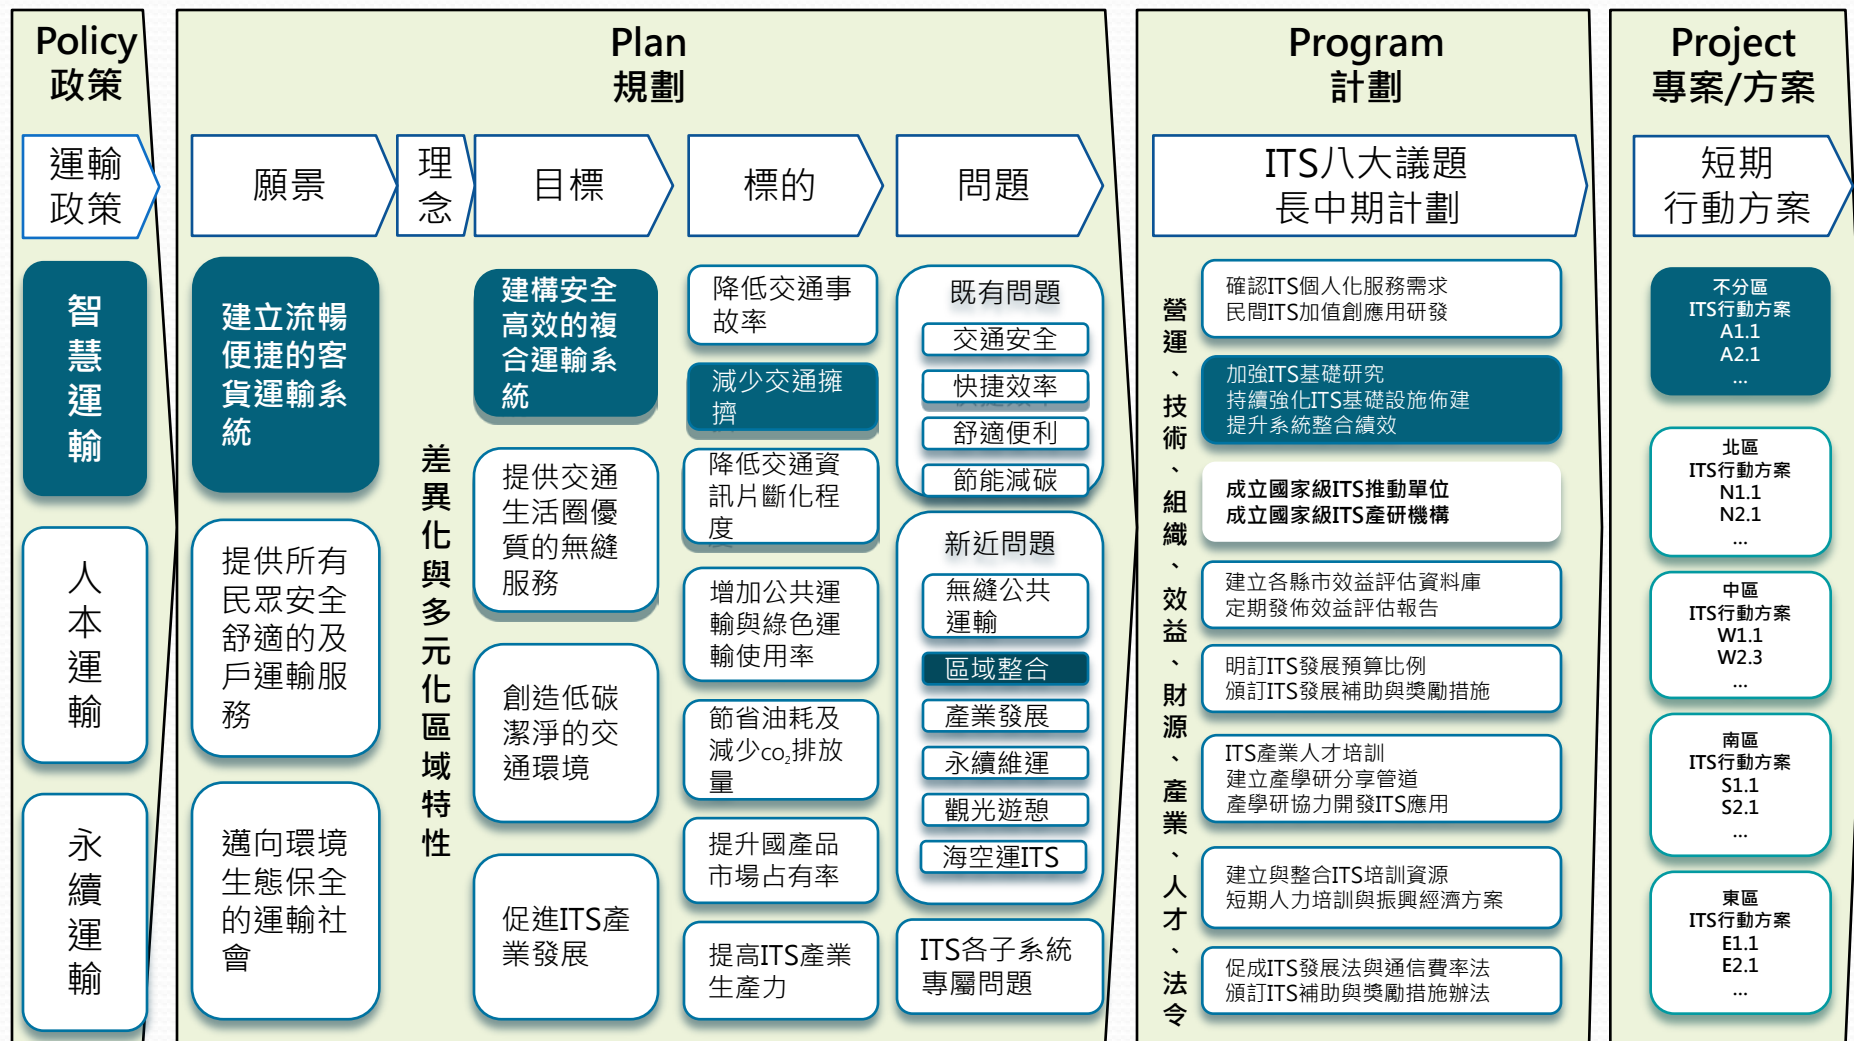 Policy
政策
Plan
規劃
Program
計劃
Project
專案/方案
運輸
政策
願景
理
念
目標
標的
問題
ITS八大議題
長中期計劃
短期
行動方案
智
慧
運
輸
人
本
運
輸
永
續
運
輸
建立流暢
便捷的客
貨運輸系
統
提供所有
民眾安全
舒適的及
戶運輸服
務
邁向環境
生態保全
的運輸社
會
差異化與多元化區域特性
建構安全
高效的複
合運輸系
統
提供交通
生活圈優
質的無縫
服務
創造低碳
潔淨的交
通環境
促進ITS產
業發展
降低交通事
故率
減少交通擁
擠
降低交通資
訊片斷化程
度
增加公共運
輸與綠色運
輸使用率
節省油耗及
減少co₂排放
量
提升國產品
市場占有率
提高ITS產業
生產力
既有問題
交通安全
快捷效率
舒適便利
節能減碳
新近問題
無縫公共
運輸
區域整合
產業發展
永續維運
觀光遊憩
海空運ITS
ITS各子系統
專屬問題
營運、技術、組織、效益、財源、產業、人才、法令
確認ITS個人化服務需求
民間ITS加值創應用研發
加強ITS基礎研究
持續強化ITS基礎設施佈建
提升系統整合績效
成立國家級ITS推動單位
成立國家級ITS產研機構
建立各縣市效益評估資料庫
定期發佈效益評估報告
明訂ITS發展預算比例
頒訂ITS發展補助與獎勵措施
ITS產業人才培訓
建立產學研分享管道
產學研協力開發ITS應用
建立與整合ITS培訓資源
短期人力培訓與振興經濟方案
促成ITS發展法與通信費率法
頒訂ITS補助與獎勵措施辦法
不分區
ITS行動方案
A1.1
A2.1
...
北區
ITS行動方案
N1.1
N2.1
...
中區
ITS行動方案
W1.1
W2.3
...
南區
ITS行動方案
S1.1
S2.1
...
東區
ITS行動方案
E1.1
E2.1
...